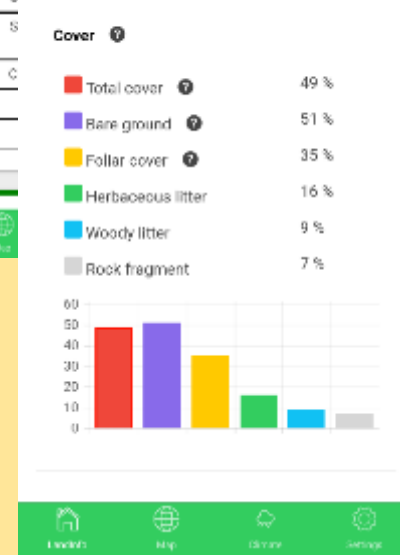 Cover
Total cover 49 %
Bare ground 51 %
Foliar cover 35 %
Herbaceous litter 16 %
Woody litter 9 %
Rock fragment 7 %
60
50
40
30
20
10
0
LandInfo Map Climate Settings